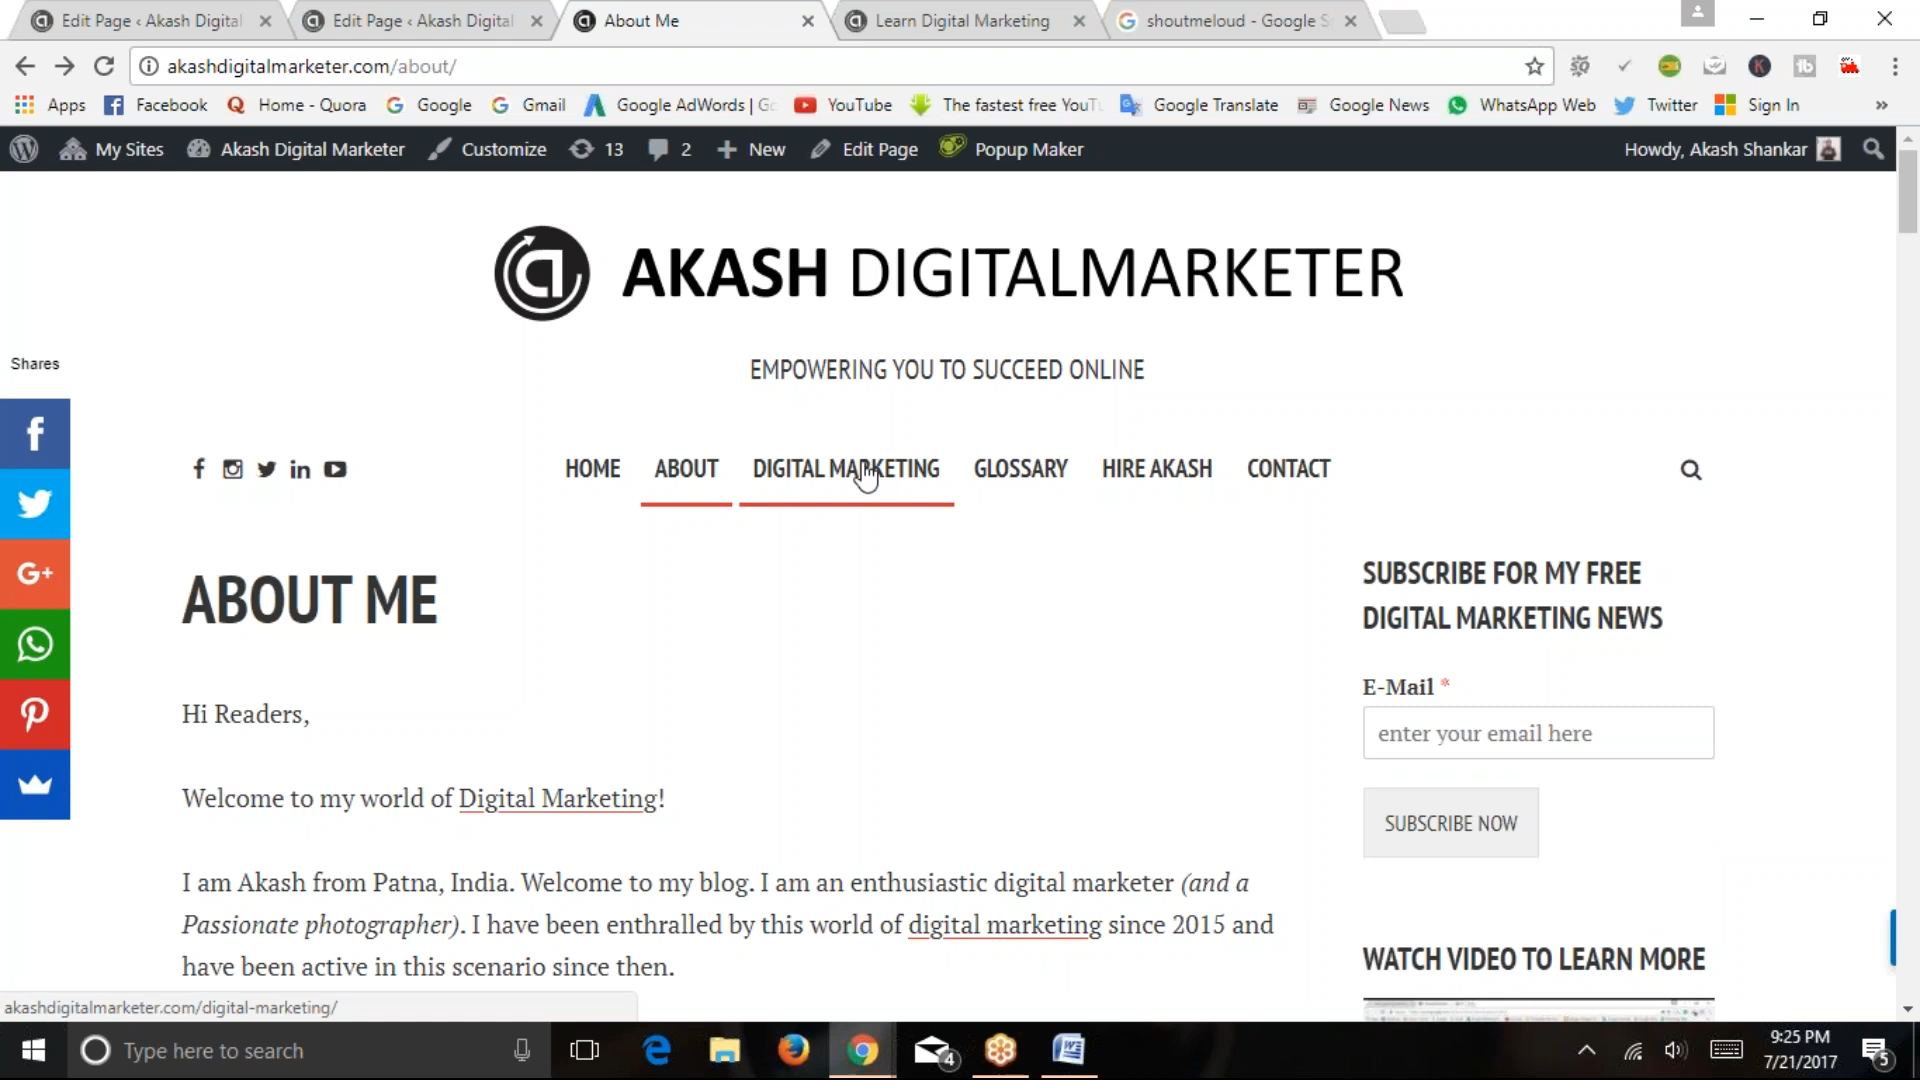 Edit Page ‹ Akash Digital
Edit Page ‹ Akash Digital
About Me
Learn Digital Marketing
shoutmeloud - Google S
akashdigitalmarketer.com/about/
Apps
Facebook
Home - Quora
Google
Gmail
Google AdWords | G
YouTube
The fastest free YouT
Google Translate
Google News
WhatsApp Web
Twitter
Sign In
»
My Sites
Akash Digital Marketer
Customize
13
2
New
Edit Page
Popup Maker
Howdy, Akash Shankar
AKASH DIGITALMARKETER
EMPOWERING YOU TO SUCCEED ONLINE
Shares
HOME
ABOUT
DIGITAL MARKETING
GLOSSARY
HIRE AKASH
CONTACT
ABOUT ME
Hi Readers,
Welcome to my world of Digital Marketing!
I am Akash from Patna, India. Welcome to my blog. I am an enthusiastic digital marketer (and a
Passionate photographer). I have been enthralled by this world of digital marketing since 2015 and
have been active in this scenario since then.
SUBSCRIBE FOR MY FREE
DIGITAL MARKETING NEWS
E-Mail *
enter your email here
SUBSCRIBE NOW
WATCH VIDEO TO LEARN MORE
akashdigitalmarketer.com/digital-marketing/
Type here to search
4
9:25 PM
7/21/2017
5